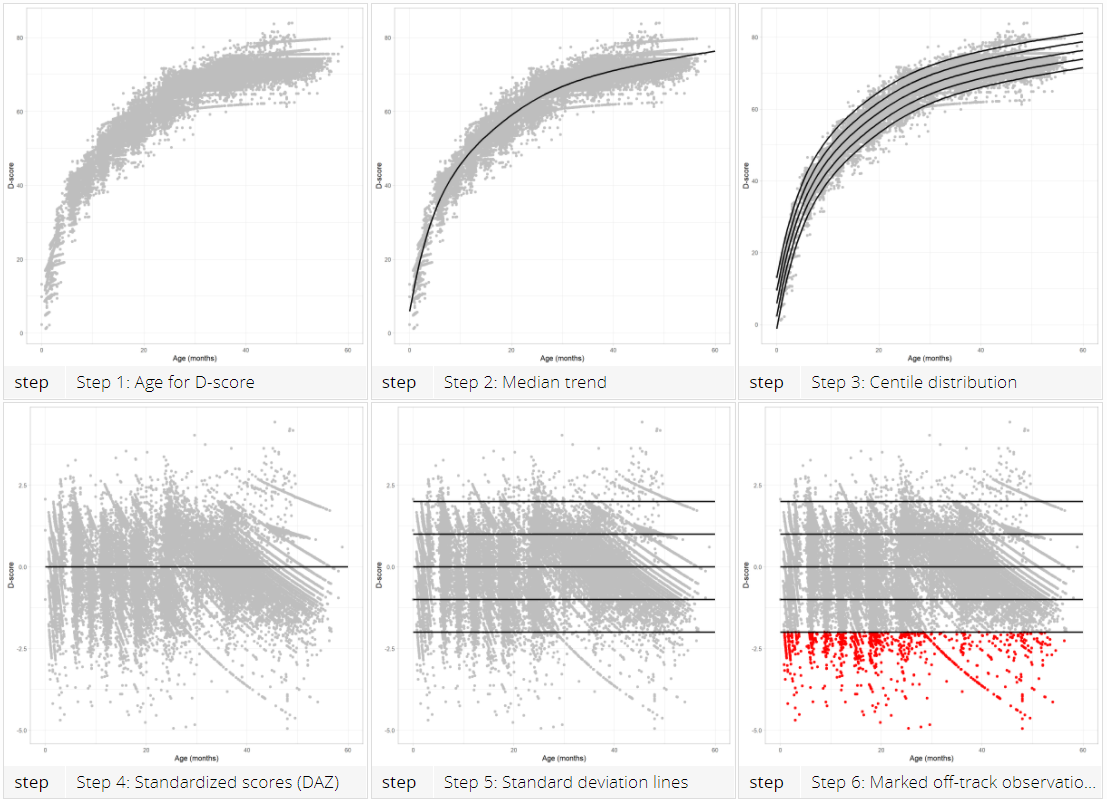 80
60
40
20
0
D-score
0
20
40
60
Age (months)
step Step 1: Age for D-score
80
60
40
20
0
D-score
0
20
40
60
Age (months)
step Step 2: Median trend
80
60
40
20
0
D-score
0
20
40
60
Age (months)
step Step 3: Centile distribution
2.5
0.0
-2.5
-5.0
D-score
0
20
40
60
Age (months)
step Step 4: Standardized scores (DAZ)
2.5
0.0
-2.5
-5.0
D-score
0
20
40
60
Age (months)
step Step 5: Standard deviation lines
2.5
0.0
-2.5
-5.0
D-score
0
20
40
60
Age (months)
step Step 6: Marked off-track observatio...